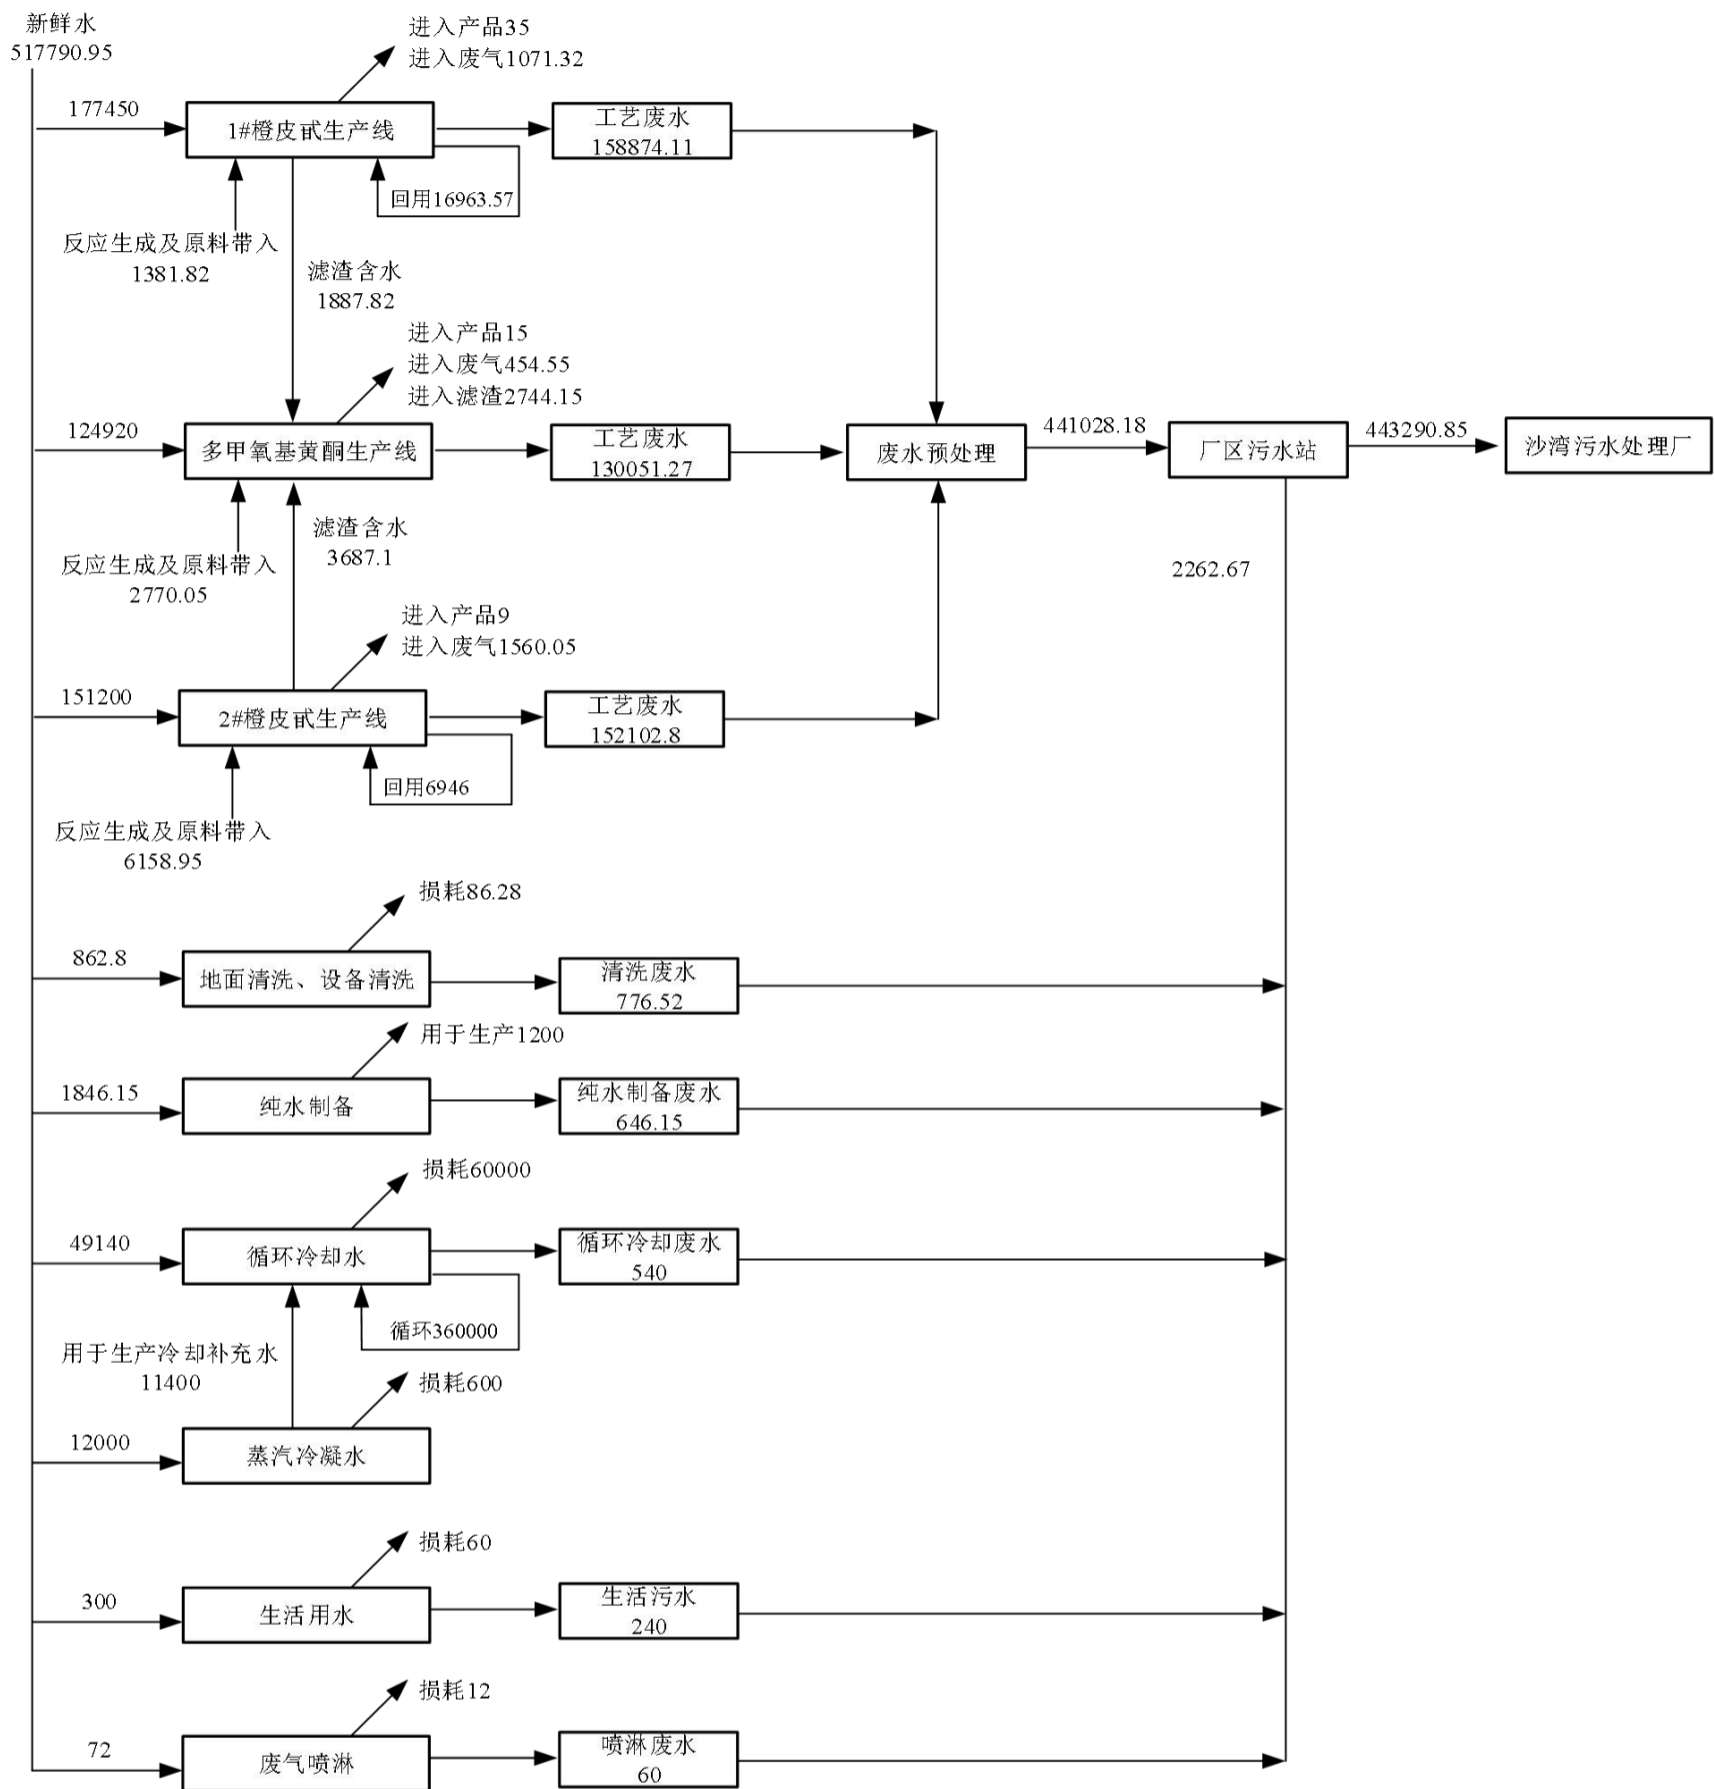 新鲜水
517790.95
进入产品35
进入废气1071.32
177450
1#橙皮甙生产线
工艺废水
158874.11
回用16963.57
反应生成及原料带入
1381.82
滤渣含水
1887.82
进入产品15
进入废气454.55
进入滤渣2744.15
124920
多甲氧基黄酮生产线
工艺废水
130051.27
废水预处理
441028.18
厂区污水站
443290.85
沙湾污水处理厂
滤渣含水
3687.1
反应生成及原料带入
2770.05
2262.67
进入产品9
进入废气1560.05
151200
2#橙皮甙生产线
工艺废水
152102.8
回用6946
反应生成及原料带入
6158.95
损耗86.28
862.8
地面清洗、设备清洗
清洗废水
776.52
用于生产1200
1846.15
纯水制备
纯水制备废水
646.15
损耗60000
49140
循环冷却水
循环冷却废水
540
循环360000
用于生产冷却补充水
11400
损耗600
12000
蒸汽冷凝水
损耗60
300
生活用水
生活污水
240
损耗12
72
废气喷淋
喷淋废水
60